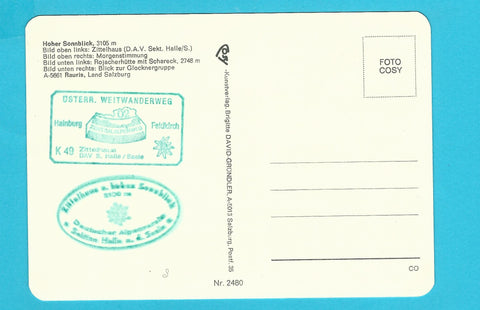 Hoher Sonnblick, 3105 m
Bild oben links: Zittelhaus (D.A.V. Sekt. Halle/S.)
Bild oben rechts: Morgenstimmung
Bild unten links: Rojacherhütte mit Schareck, 2748 m
Bild unten rechts: Blick zur Glocknergruppe
A-5661 Rauris, Land Salzburg
ÖSTERR. WEITWANDERWEG
Hainburg Feldkirch
K 49 Zittelhaus
DAV S. Halle/Saale
Zittelhaus a. hohen Sonnblick
3106 m
Deutscher Alpenverein
Sektion Halle a. d. Saale
-Kunstverlag, Brigitte DAVID-GRÜNDLER, A-5013 Salzburg, Postf. 35
FOTO
COSY
CO
Nr. 2480